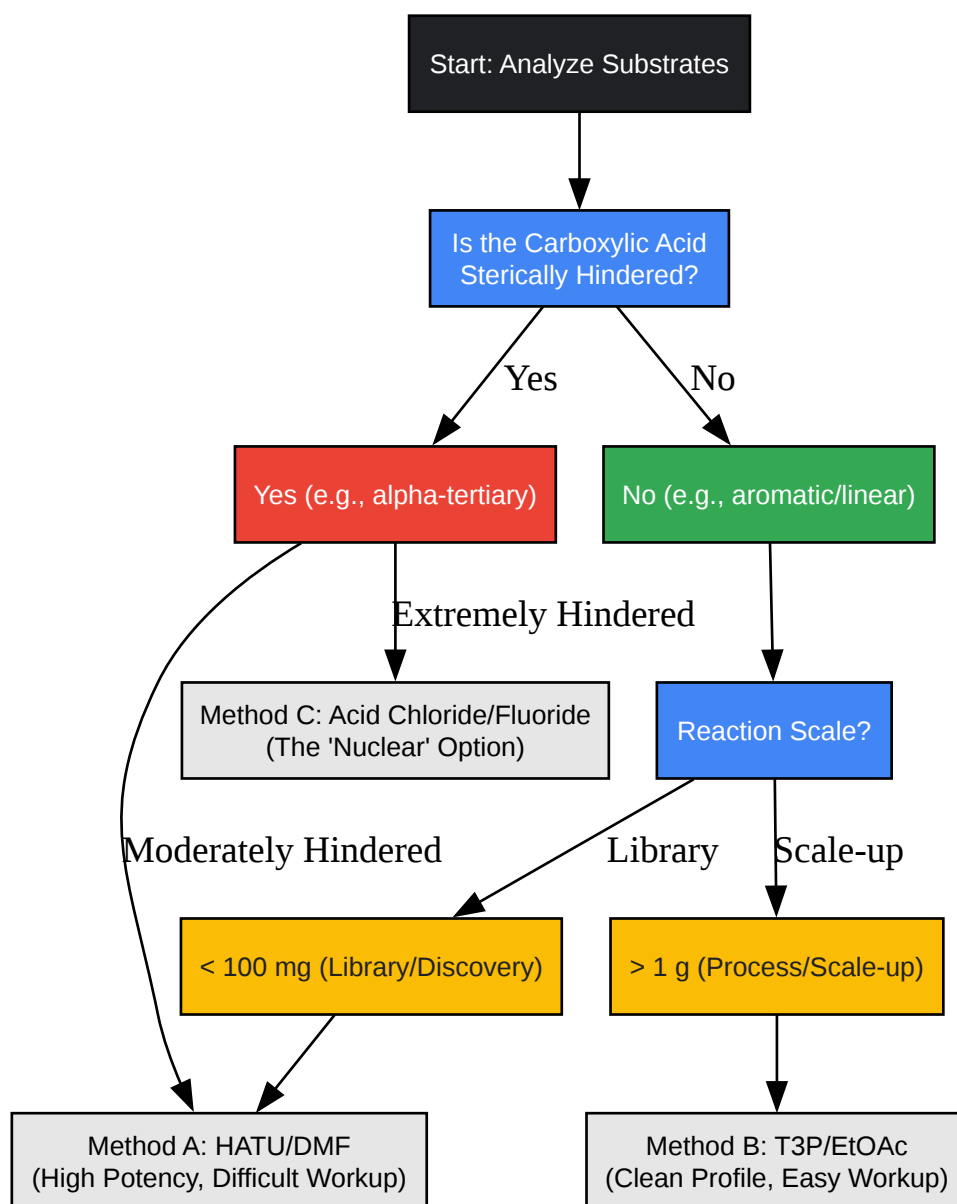 Start: Analyze Substrates
Is the Carboxylic Acid
Sterically Hindered?
Yes
No
Yes (e.g., alpha-tertiary)
No (e.g., aromatic/linear)
Extremely Hindered
Method C: Acid Chloride/Fluoride
(The 'Nuclear' Option)
Reaction Scale?
Moderately Hindered
Library
Scale-up
< 100 mg (Library/Discovery)
> 1 g (Process/Scale-up)
Method A: HATU/DMF
(High Potency, Difficult Workup)
Method B: T3P/EtOAc
(Clean Profile, Easy Workup)